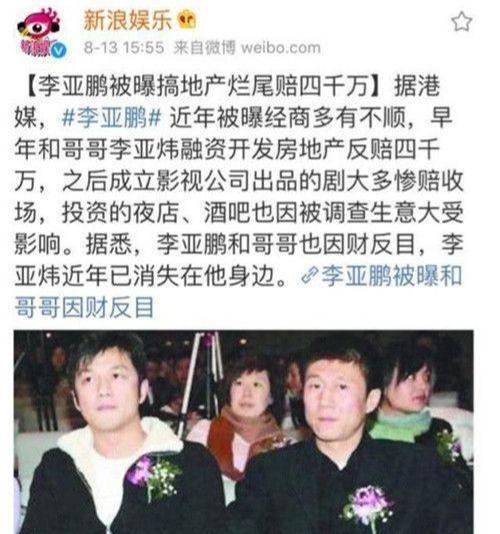 新浪娱乐
8-13 15:55 来自微博 weibo.com
【李亚鹏被曝搞地产烂尾赔四千万】据港
媒，#李亚鹏# 近年被曝经商多有不顺，早
年和哥哥李亚炜融资开发房地产反赔四千
万，之后成立影视公司出品的剧大多惨赔收
场，投资的夜店、酒吧也因被调查生意大受
影响。据悉，李亚鹏和哥哥也因财反目，李
亚炜近年已消失在他身边。李亚鹏被曝和
哥哥因财反目